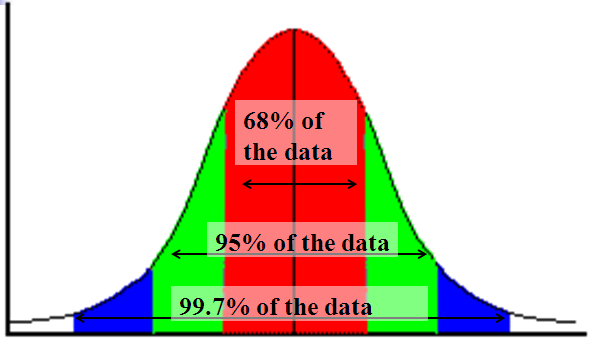 68% of
the data
95% of the data
99.7% of the data